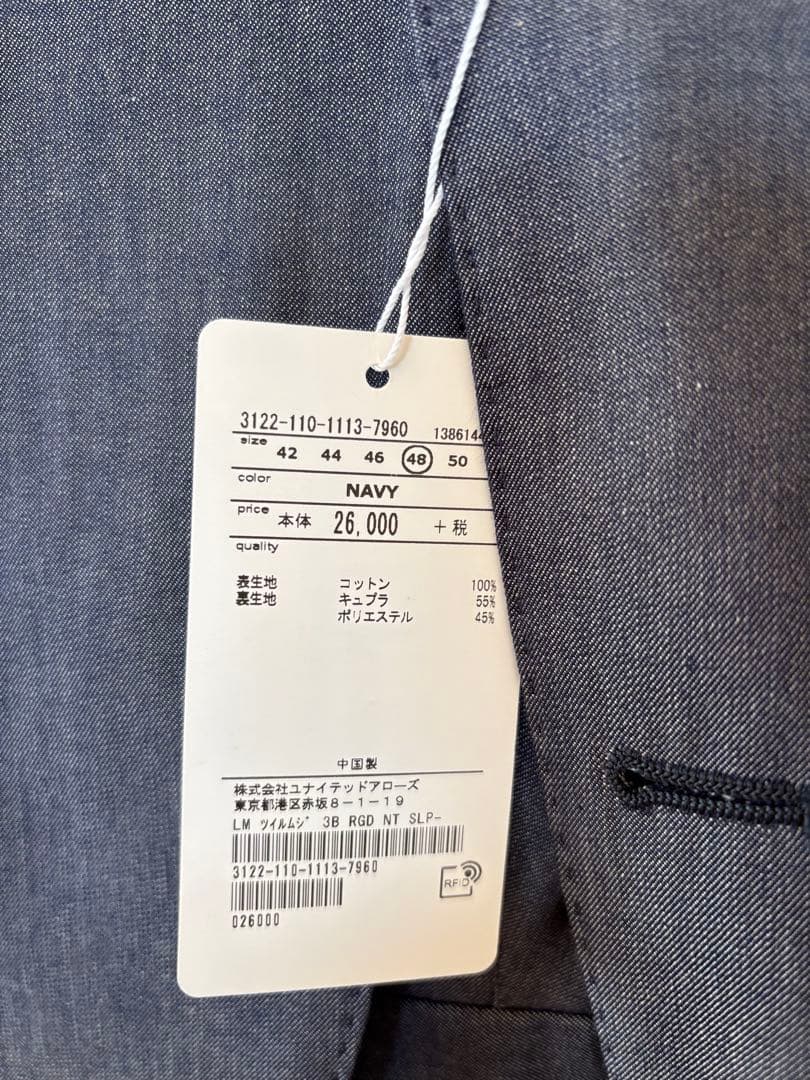 3122-110-1113-7960 1386144
size 42 44 46 48 50
color NAVY
price 本体 26,000 +税
quality
表生地 コットン 100%
裏生地 キュプラ 55%
ポリエステル 45%
中国製
株式会社ユナイテッドアローズ
東京都港区赤坂8-1-19
LM ツイルムジ 3B RGD NT SLP-
3122-110-1113-7960
RFID
026000